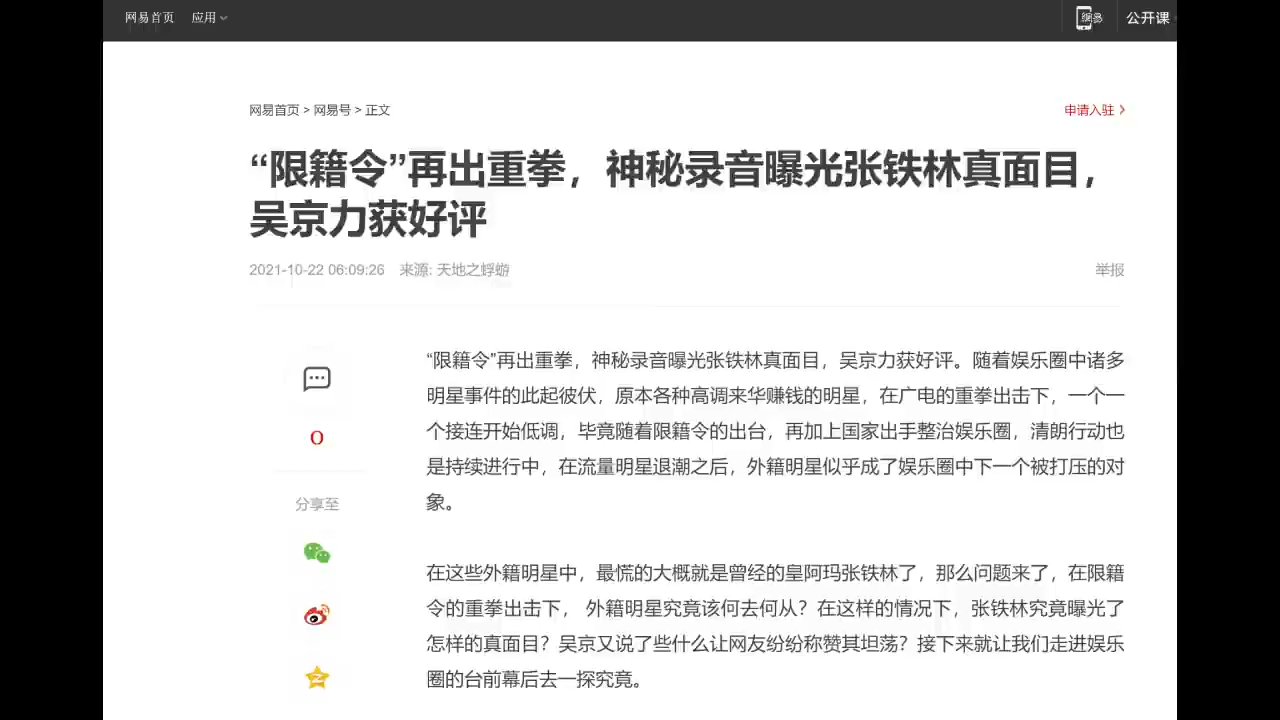 网易首页 应用
網易 公开课
网易首页 > 网易号 > 正文
申请入驻
“限籍令”再出重拳，神秘录音曝光张铁林真面目，
吴京力获好评
2021-10-22 06:09:26 来源: 天地之蜉蝣
举报
“限籍令”再出重拳，神秘录音曝光张铁林真面目，吴京力获好评。随着娱乐圈中诸多
明星事件的此起彼伏，原本各种高调来华赚钱的明星，在广电的重拳出击下，一个一
个接连开始低调，毕竟随着限籍令的出台，再加上国家出手整治娱乐圈，清朗行动也
是持续进行中，在流量明星退潮之后，外籍明星似乎成了娱乐圈中下一个被打压的对
象。
0
分享至
在这些外籍明星中，最慌的大概就是曾经的皇阿玛张铁林了，那么问题来了，在限籍
令的重拳出击下， 外籍明星究竟该何去何从？在这样的情况下，张铁林究竟曝光了
怎样的真面目？吴京又说了些什么让网友纷纷称赞其坦荡？接下来就让我们走进娱乐
圈的台前幕后去一探究竟。